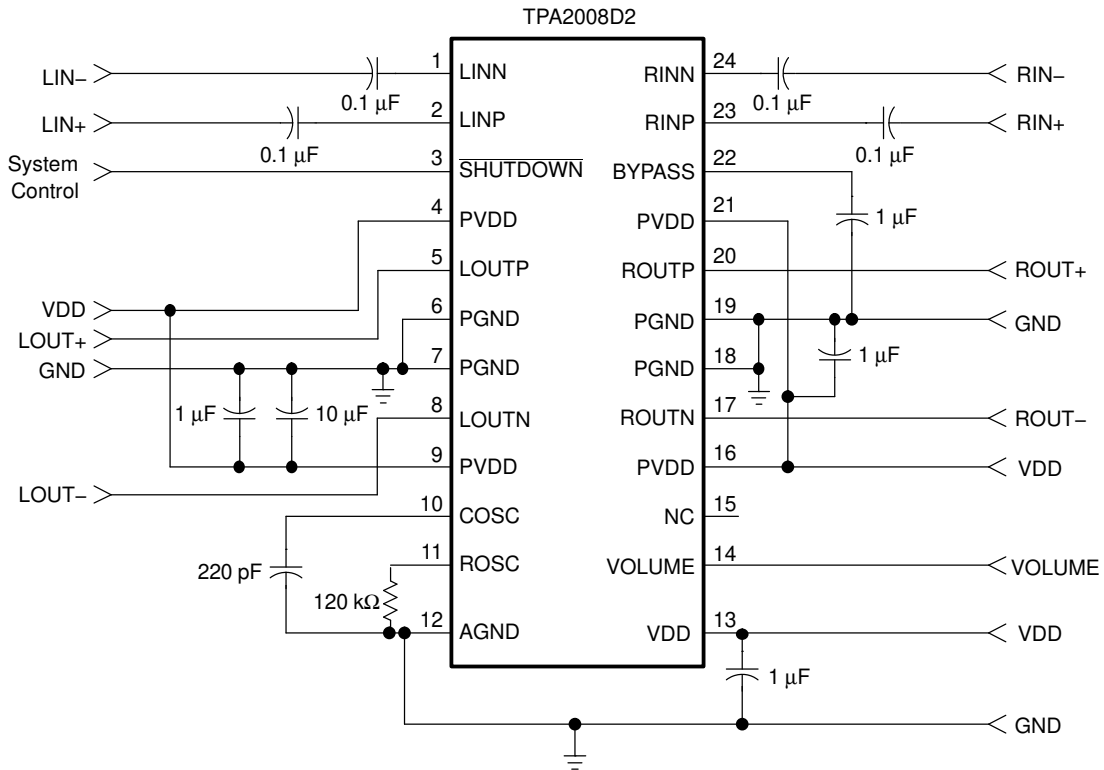 TPA2008D2
LIN−
0.1 µF
1
LINN
RINN
24
0.1 µF
RIN−
LIN+
0.1 µF
2
LINP
RINP
23
0.1 µF
RIN+
System
Control
3
SHUTDOWN
BYPASS
22
1 µF
4
PVDD
PVDD
21
5
LOUTP
ROUTP
20
ROUT+
VDD
LOUT+
GND
6
PGND
PGND
19
GND
1 µF
7
PGND
PGND
18
1 µF
10 µF
8
LOUTN
ROUTN
17
ROUT−
9
PVDD
PVDD
16
VDD
LOUT−
10
COSC
NC
15
220 pF
11
ROSC
VOLUME
14
VOLUME
120 kΩ
12
AGND
VDD
13
VDD
1 µF
GND